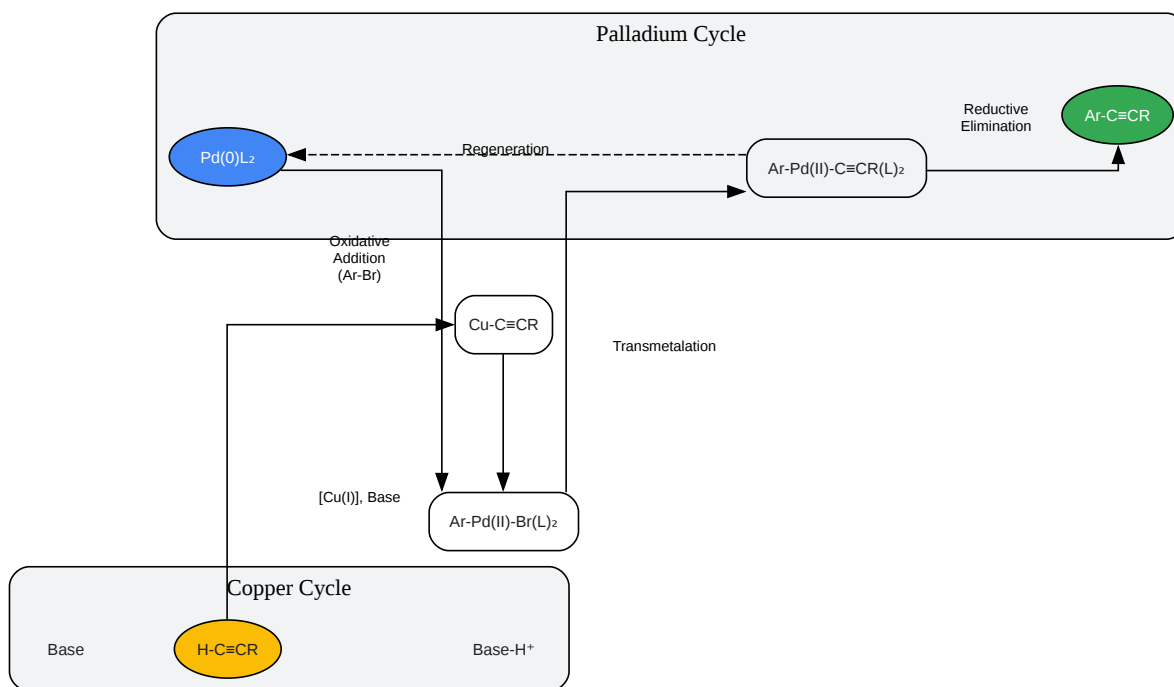 Palladium Cycle
Reductive
Elimination
Ar-C≡CR
Pd(0)L₂
Regeneration
Ar-Pd(II)-C≡CR(L)₂
Oxidative
Addition
(Ar-Br)
Cu-C≡CR
Transmetalation
[Cu(I)], Base
Ar-Pd(II)-Br(L)₂
Copper Cycle
Base
H-C≡CR
Base-H⁺